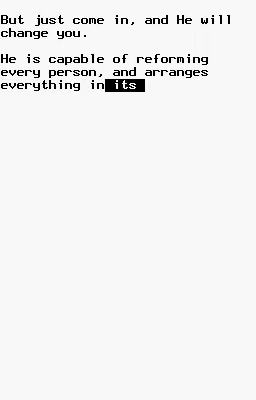 But just come in, and He will
change you.
He is capable of reforming
every person, and arranges
everything in its